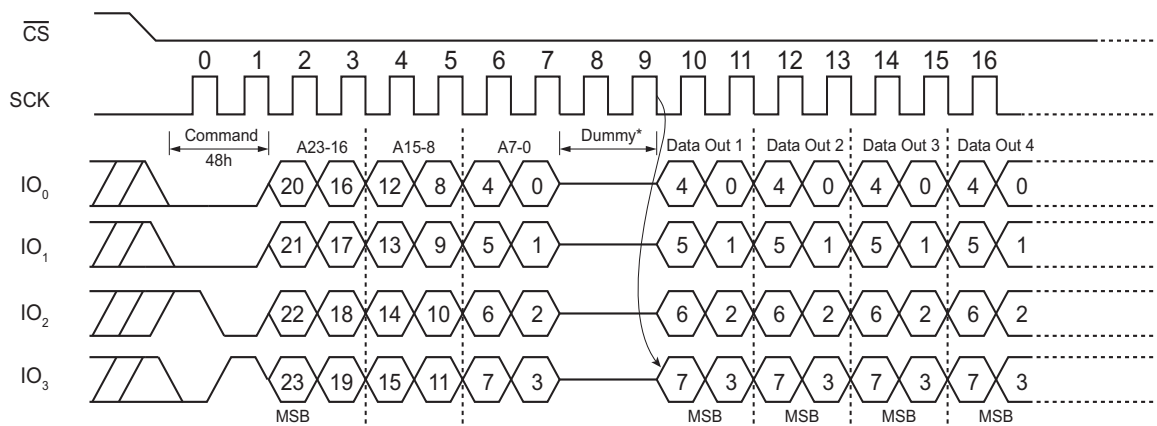 CS
0 1 2 3 4 5 6 7 8 9 10 11 12 13 14 15 16
SCK
Command A23-16 A15-8 A7-0 Dummy* Data Out 1 Data Out 2 Data Out 3 Data Out 4
48h
IO0 20 16 12 8 4 0 4 0 4 0 4 0 4 0
IO1 21 17 13 9 5 1 5 1 5 1 5 1 5 1
IO2 22 18 14 10 6 2 6 2 6 2 6 2 6 2
IO3 23 19 15 11 7 3 7 3 7 3 7 3 7 3
MSB MSB MSB MSB MSB